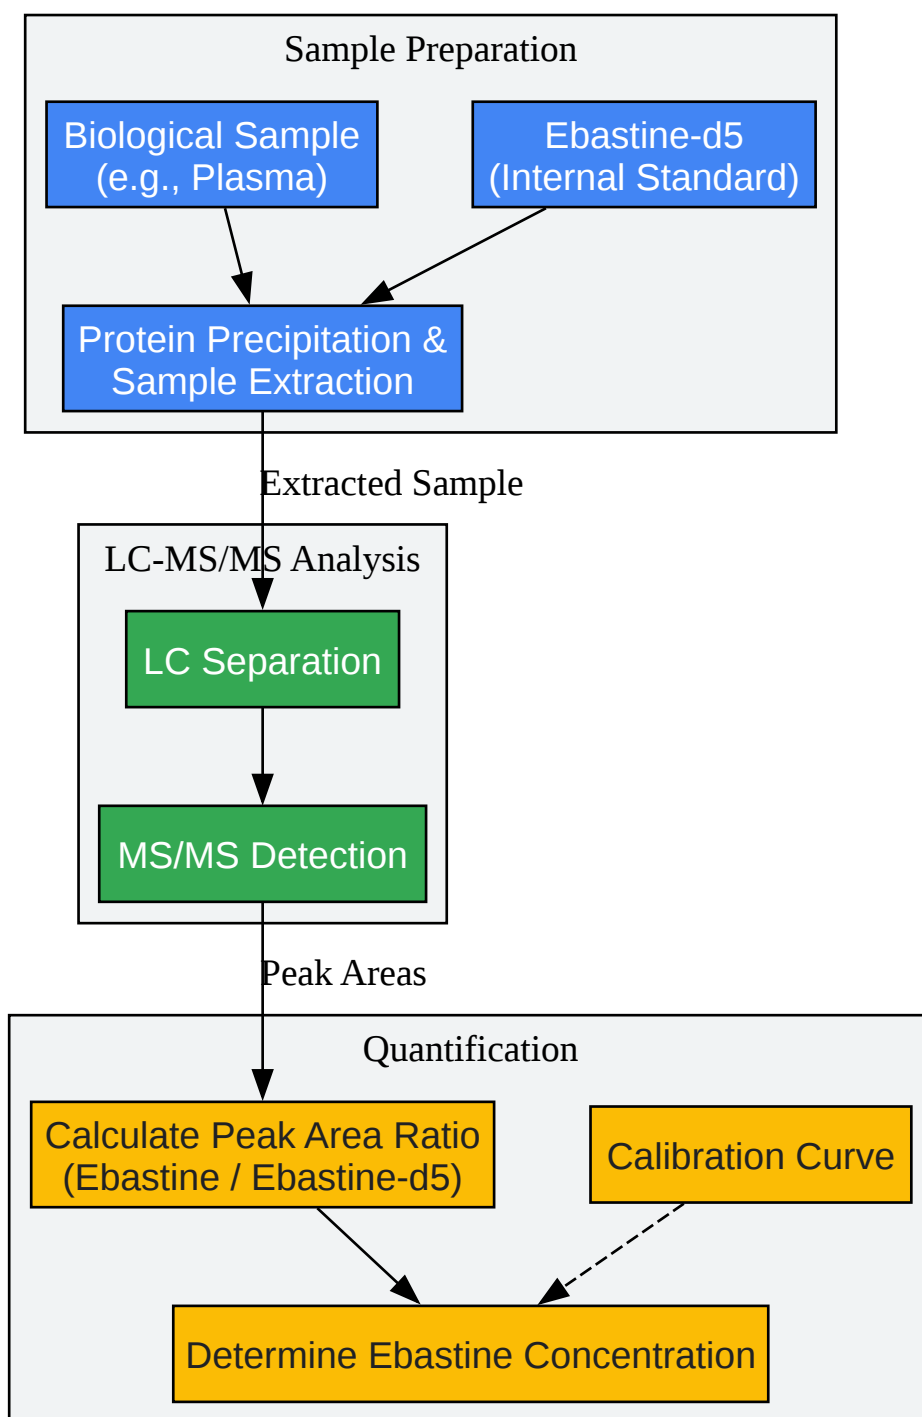 Sample Preparation
Biological Sample
(e.g., Plasma)
Ebastine-d5
(Internal Standard)
Protein Precipitation &
Sample Extraction
Extracted Sample
LC-MS/MS Analysis
LC Separation
MS/MS Detection
Peak Areas
Quantification
Calculate Peak Area Ratio
(Ebastine / Ebastine-d5)
Calibration Curve
Determine Ebastine Concentration